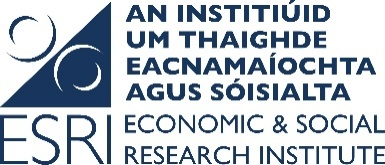 AN INSTITIÚID
UM THAIGHDE
EACNAMAÍOCHTA
AGUS SÓISIALTA
ESRI ECONOMIC & SOCIAL
RESEARCH INSTITUTE